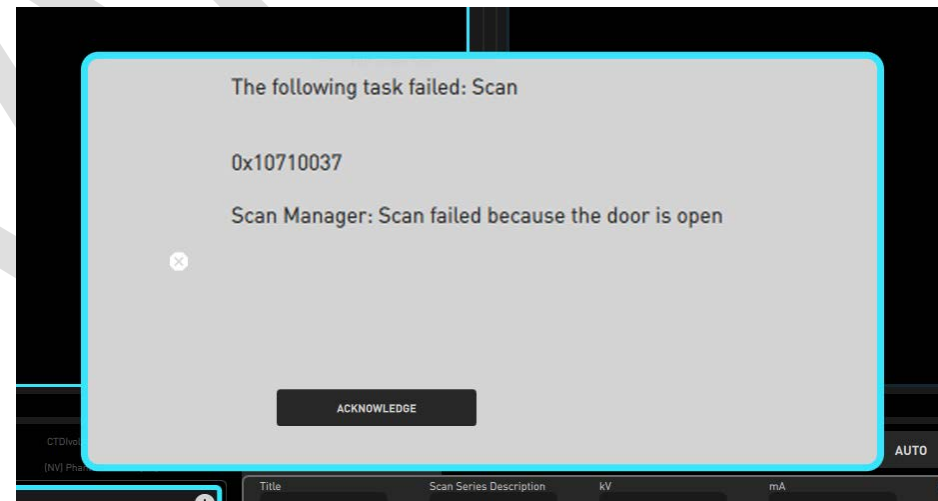 The following task failed: Scan
0x10710037
Scan Manager: Scan failed because the door is open
ACKNOWLEDGE
AUTO
(NV)
Title Scan Series Description kV mA